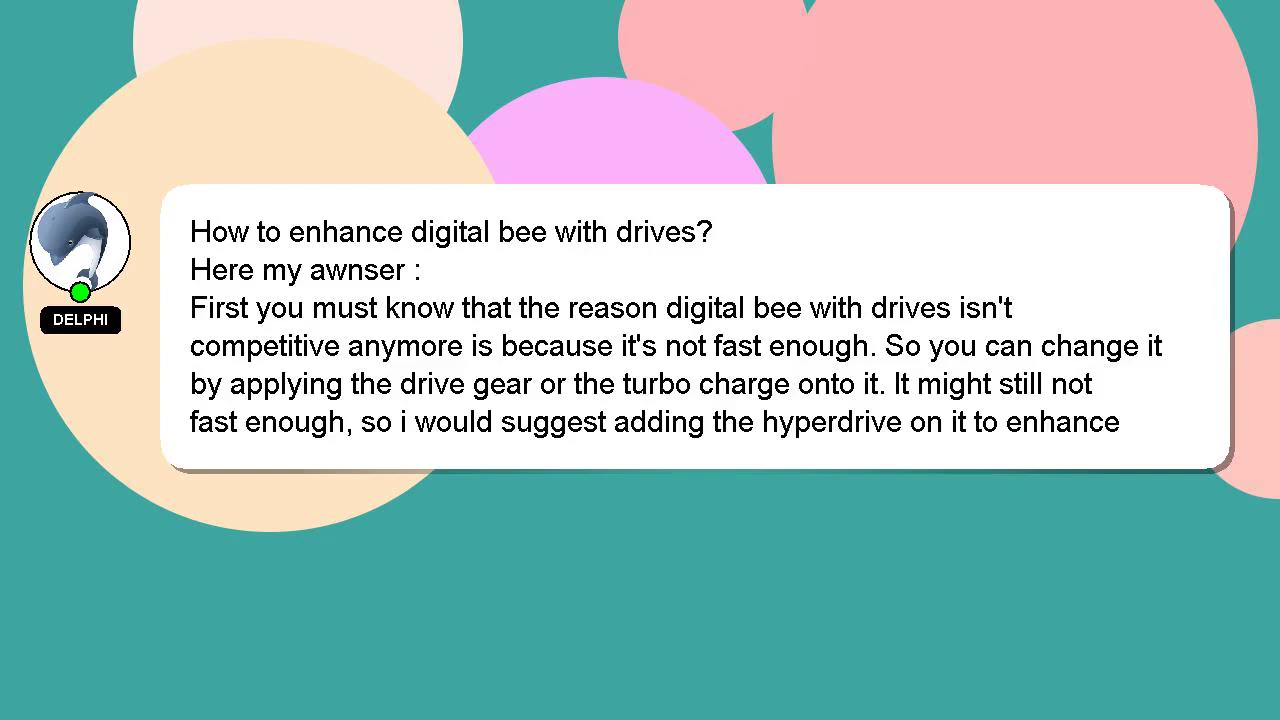 How to enhance digital bee with drives?
Here my awnser :
First you must know that the reason digital bee with drives isn't
competitive anymore is because it's not fast enough. So you can change it
by applying the drive gear or the turbo charge onto it. It might still not
fast enough, so i would suggest adding the hyperdrive on it to enhance
DELPHI